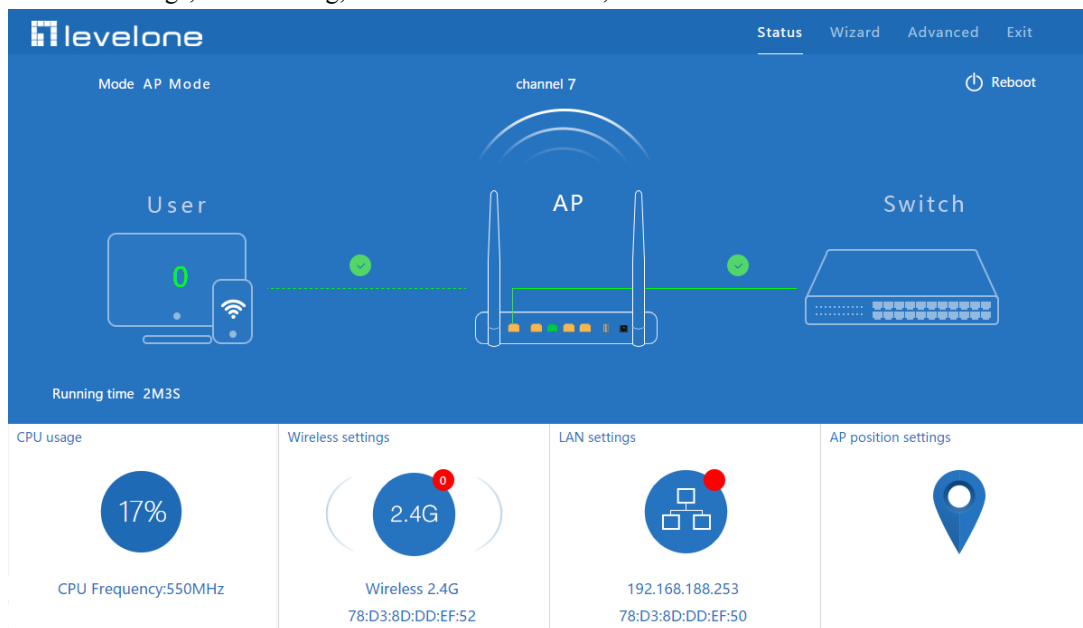 levelone
Status Wizard Advanced Exit
Mode AP Mode
channel 7
Reboot
User
AP
Switch
0
Running time 2M3S
CPU usage
Wireless settings
LAN settings
AP position settings
17%
0
2.4G
CPU Frequency:550MHz
Wireless 2.4G
192.168.188.253
78:D3:8D:DD:EF:52
78:D3:8D:DD:EF:50